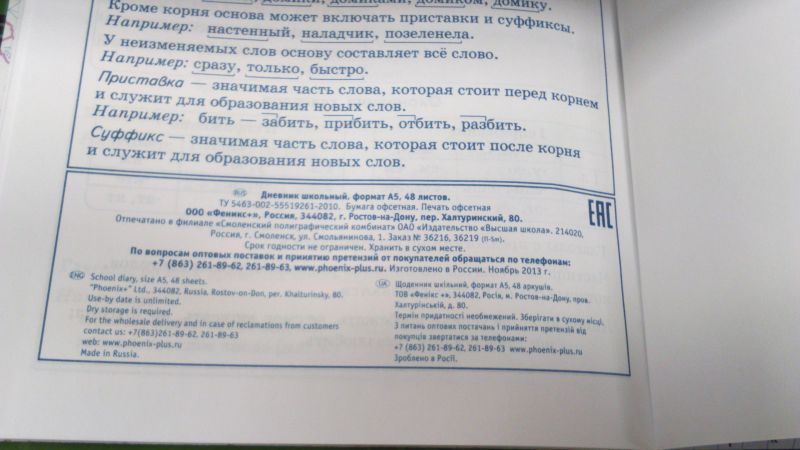 домики, домиками, домиком, домику.
Кроме корня основа может включать приставки и суффиксы.
Например: настенный, наладчик, позеленела.
У неизменяемых слов основу составляет всё слово.
Например: сразу, только, быстро.
Приставка — значимая часть слова, которая стоит перед корнем
и служит для образования новых слов.
Например: бить — забить, прибить, отбить, разбить.
Суффикс — значимая часть слова, которая стоит после корня
и служит для образования новых слов.
RUS Дневник школьный, формат А5, 48 листов.
ТУ 5463-002-55519261-2010. Бумага офсетная. Печать офсетная
ООО «Феникс+», Россия, 344082, г. Ростов-на-Дону, пер. Халтуринский, 80.
Отпечатано в филиале «Смоленский полиграфический комбинат» ОАО «Издательство «Высшая школа». 214020,
Россия, г. Смоленск, ул. Смольянинова, 1. Заказ № 36216, 36219 (П-5m).
Срок годности не ограничен. Хранить в сухом месте.
По вопросам оптовых поставок и принятию претензий от покупателей обращаться по телефонам:
+7 (863) 261-89-62, 261-89-63, www.phoenix-plus.ru. Изготовлено в России. Ноябрь 2013 г.
EAC
ENG School diary, size A5, 48 sheets.
"Phoenix+" Ltd., 344082, Russia, Rostov-on-Don, per. Khalturinsky, 80.
Use-by date is unlimited.
Dry storage is required.
For the wholesale delivery and in case of reclamations from customers
contact us: +7(863)261-89-62, 261-89-63
web: www.phoenix-plus.ru
Made in Russia.
UA Щоденник шкільний, формат А5, 48 аркушів.
ТОВ «Фенікс +», 344082, Росія, м. Ростов-на-Дону, пров.
Халтурінській, д. 80.
Термін придатності необмежений. Зберігати в сухому місці.
З питань оптових постачань і прийняття претензій від
покупців звертатися за телефонами:
+7 (863) 261-89-62, 261-89-63 www.phoenix-plus.ru
Зроблено в Росії.